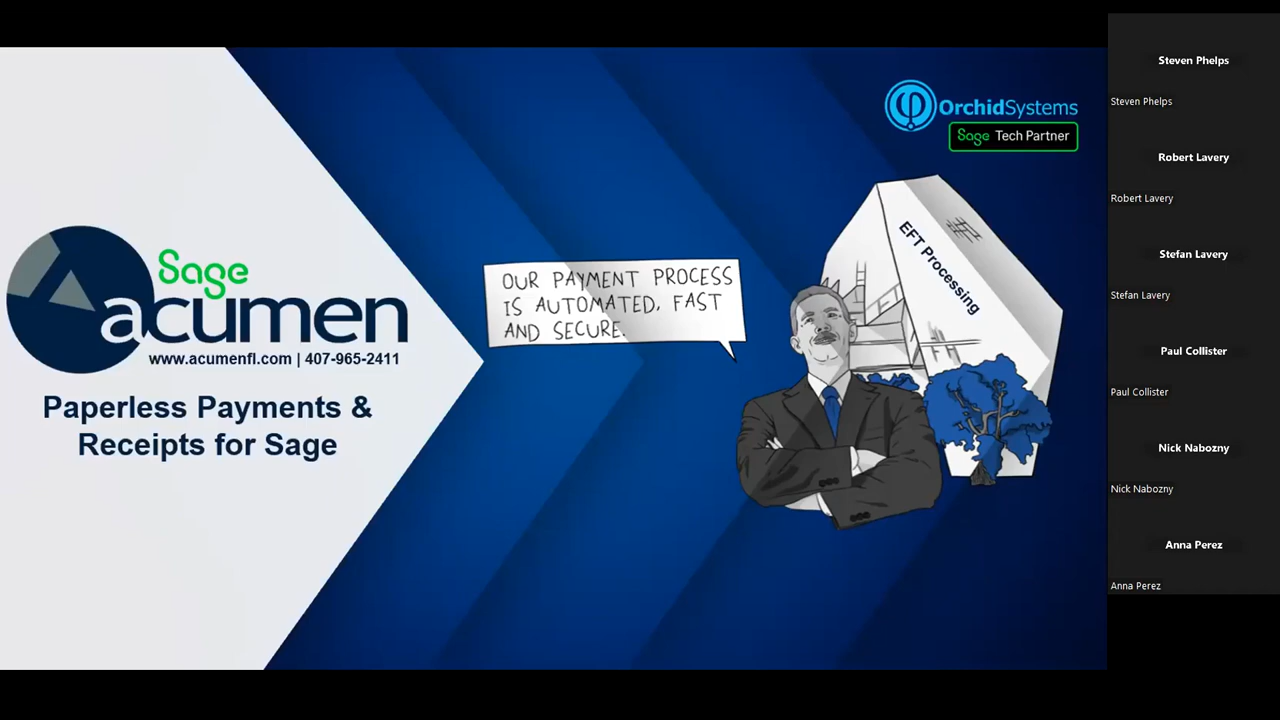 Sage
acumen
www.acumenfl.com | 407-965-2411
Paperless Payments &
Receipts for Sage
OUR PAYMENT PROCESS
IS AUTOMATED, FAST
AND SECURE.
OrchidSystems
Sage Tech Partner
EFT Processing
Steven Phelps
Steven Phelps
Robert Lavery
Robert Lavery
Stefan Lavery
Stefan Lavery
Paul Collister
Paul Collister
Nick Nabozny
Nick Nabozny
Anna Perez
Anna Perez